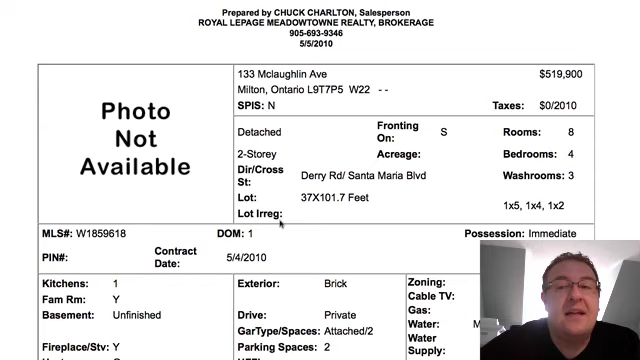 Prepared by CHUCK CHARLTON, Salesperson
ROYAL LEPAGE MEADOWTOWNE REALTY, BROKERAGE
905-693-9346
5/5/2010
Photo
Not
Available
133 Mclaughlin Ave $519,900
Milton, Ontario L9T7P5 W22 - -
SPIS: N Taxes: $0/2010
Detached Fronting On: S Rooms: 8
2-Storey Acreage: Bedrooms: 4
Dir/Cross St: Derry Rd/ Santa Maria Blvd Washrooms: 3
Lot: 37X101.7 Feet 1x5, 1x4, 1x2
Lot Irreg:
MLS#: W1859618 DOM: 1 Possession: Immediate
PIN#: Contract Date: 5/4/2010
Kitchens: 1 Exterior: Brick Zoning:
Fam Rm: Y Cable TV:
Basement: Unfinished Drive: Private Gas:
GarType/Spaces: Attached/2 Water: M
Fireplace/Stv: Y Parking Spaces: 2 Water Supply: